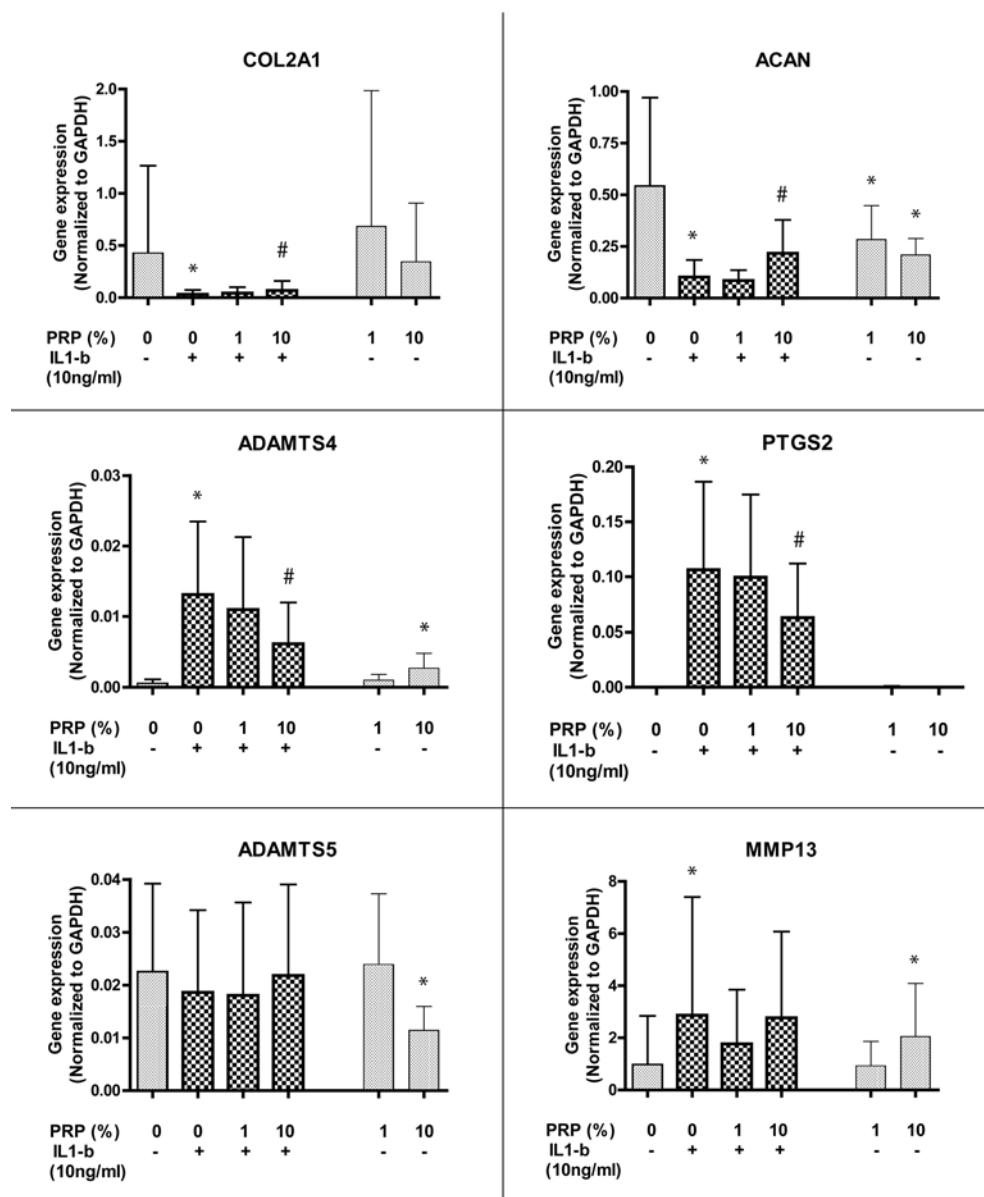 COL2A1
Gene expression
(Normalized to GAPDH)
2.0
1.5
1.0
0.5
0.0
* #
PRP (%) 0 0 1 10 1 10
IL1-b - + + + - -
(10ng/ml)
ACAN
Gene expression
(Normalized to GAPDH)
1.00
0.75
0.50
0.25
0.00
* # * *
PRP (%) 0 0 1 10 1 10
IL1-b - + + + - -
(10ng/ml)
ADAMTS4
Gene expression
(Normalized to GAPDH)
0.03
0.02
0.01
0.00
* # *
PRP (%) 0 0 1 10 1 10
IL1-b - + + + - -
(10ng/ml)
PTGS2
Gene expression
(Normalized to GAPDH)
0.20
0.15
0.10
0.05
0.00
* #
PRP (%) 0 0 1 10 1 10
IL1-b - + + + - -
(10ng/ml)
ADAMTS5
Gene expression
(Normalized to GAPDH)
0.04
0.03
0.02
0.01
0.00
*
PRP (%) 0 0 1 10 1 10
IL1-b - + + + - -
(10ng/ml)
MMP13
Gene expression
(Normalized to GAPDH)
8
6
4
2
0
* *
PRP (%) 0 0 1 10 1 10
IL1-b - + + + - -
(10ng/ml)